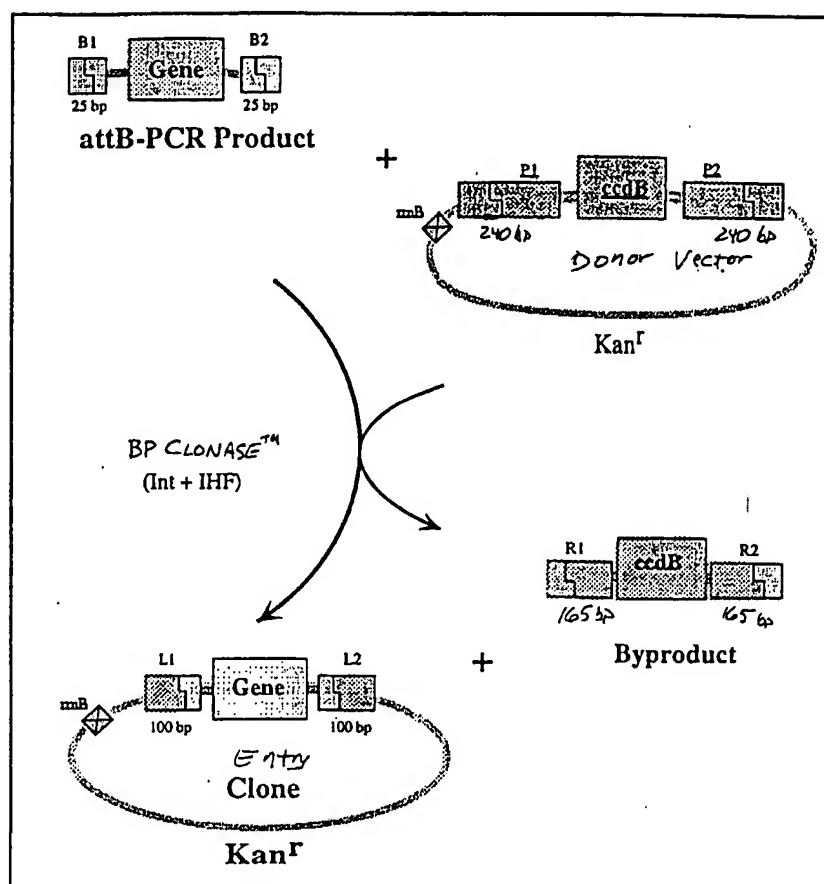 B1 B2
Gene
25 bp 25 bp
attB-PCR Product
+
P1 P2
ccdB
rrnB
240 bp 240 bp
Donor Vector
Kanr
BP CLONASE™
(Int + IHF)
R1 R2
ccdB
165 bp 165 bp
Byproduct
+
L1 L2
Gene
rrnB
100 bp 100 bp
Entry
Clone
Kanr